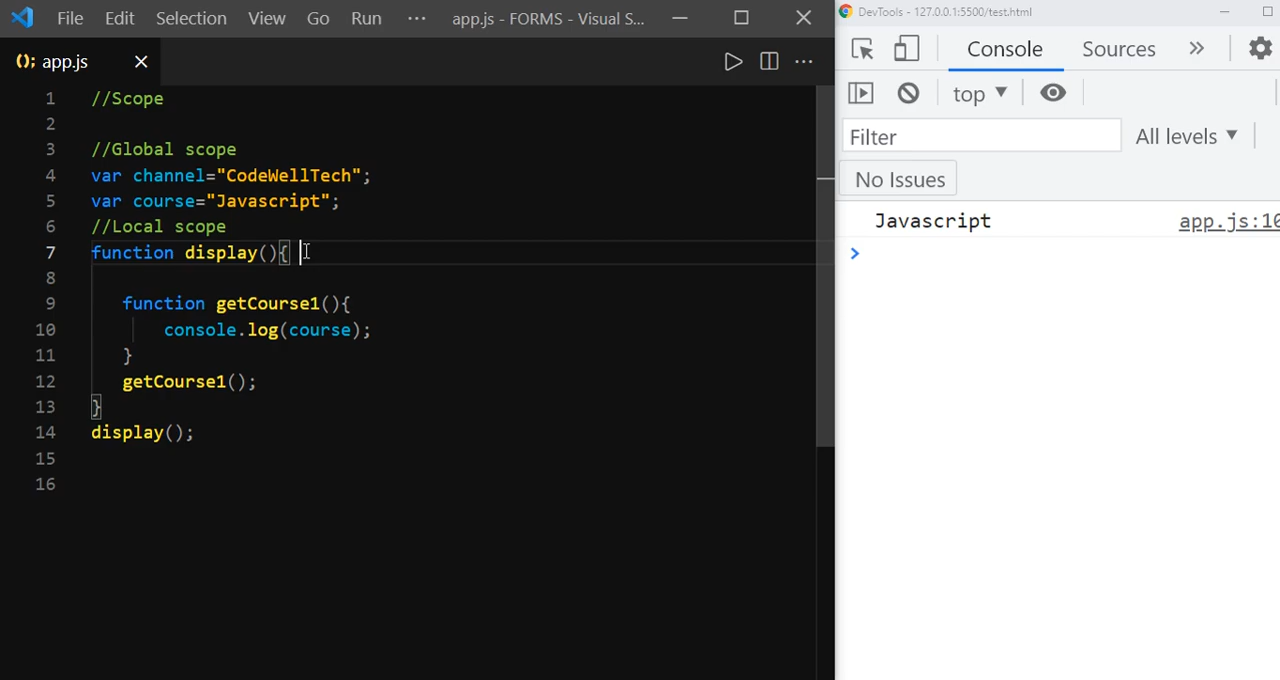 File Edit Selection View Go Run ··· app.js - FORMS - Visual S...
app.js
1 //Scope
2
3 //Global scope
4 var channel="CodeWellTech";
5 var course="Javascript";
6 //Local scope
7 function display(){
8
9 function getCourse1(){
10 console.log(course);
11 }
12 getCourse1();
13 }
14 display();
15
16
DevTools - 127.0.0.1:5500/test.html
Console Sources
top
Filter All levels
No Issues
Javascript app.js:10